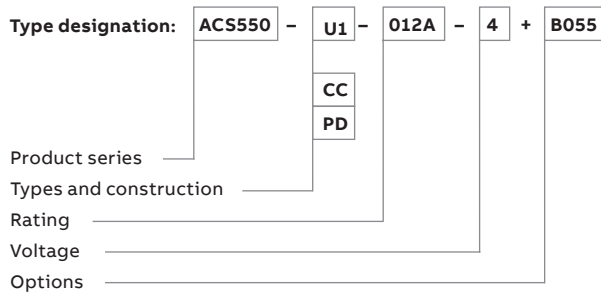 Type designation: ACS550 – U1 – 012A – 4 + B055
CC
PD
Product series
Types and construction
Rating
Voltage
Options